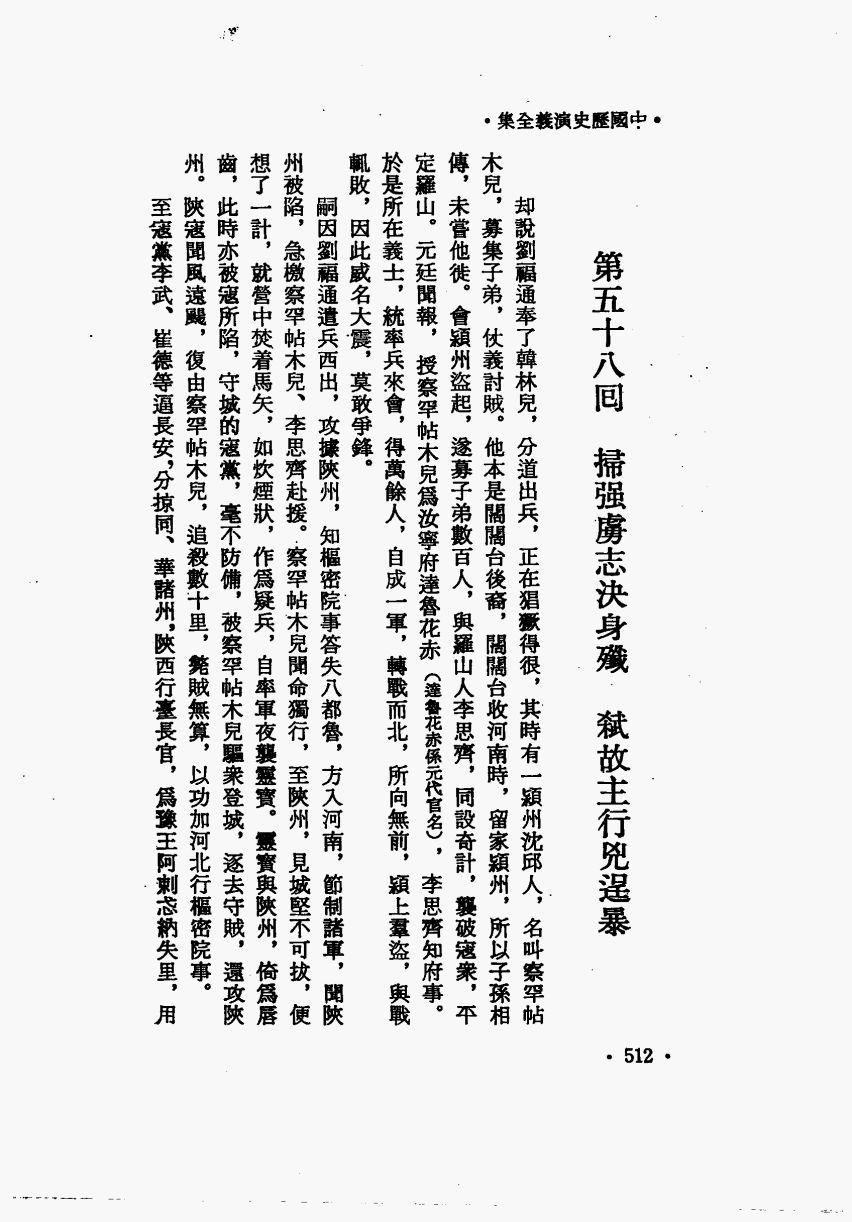 •中國歷史演義全集•
第五十八回　掃强虜志決身殲　弑故主行兇逞暴
却說劉福通奉了韓林兒，分道出兵，正在猖獗得很，其時有一潁州沈邱人，名叫察罕帖
木兒，募集子弟，仗義討賊。他本是闊闊台後裔，闊闊台收河南時，留家潁州，所以子孫相
傳，未嘗他徙。會潁州盜起，遂募子弟數百人，與羅山人李思齊，同設奇計，襲破寇衆，平
定羅山。元廷聞報，授察罕帖木兒爲汝寧府達魯花赤（達魯花赤係元代官名），李思齊知府事。
於是所在義士，統率兵來會，得萬餘人，自成一軍，轉戰而北，所向無前，潁上羣盜，與戰
輒敗，因此威名大震，莫敢爭鋒。
嗣因劉福通遣兵西出，攻據陝州，知樞密院事答失八都魯，方入河南，節制諸軍，聞陝
州被陷，急檄察罕帖木兒、李思齊赴援。察罕帖木兒聞命獨行，至陝州，見城堅不可拔，便
想了一計，就營中焚着馬矢，如炊煙狀，作爲疑兵，自率軍夜襲靈寶。靈寶與陝州，倚爲唇
齒，此時亦被寇所陷，守城的寇黨，毫不防備，被察罕帖木兒驅衆登城，逐去守賊，還攻陝
州。陝寇聞風遠颺，復由察罕帖木兒，追殺數十里，斃賊無算，以功加河北行樞密院事。
至寇黨李武、崔德等逼長安，分掠同、華諸州，陝西行臺長官，爲豫王阿剌忒納失里，用
•512•